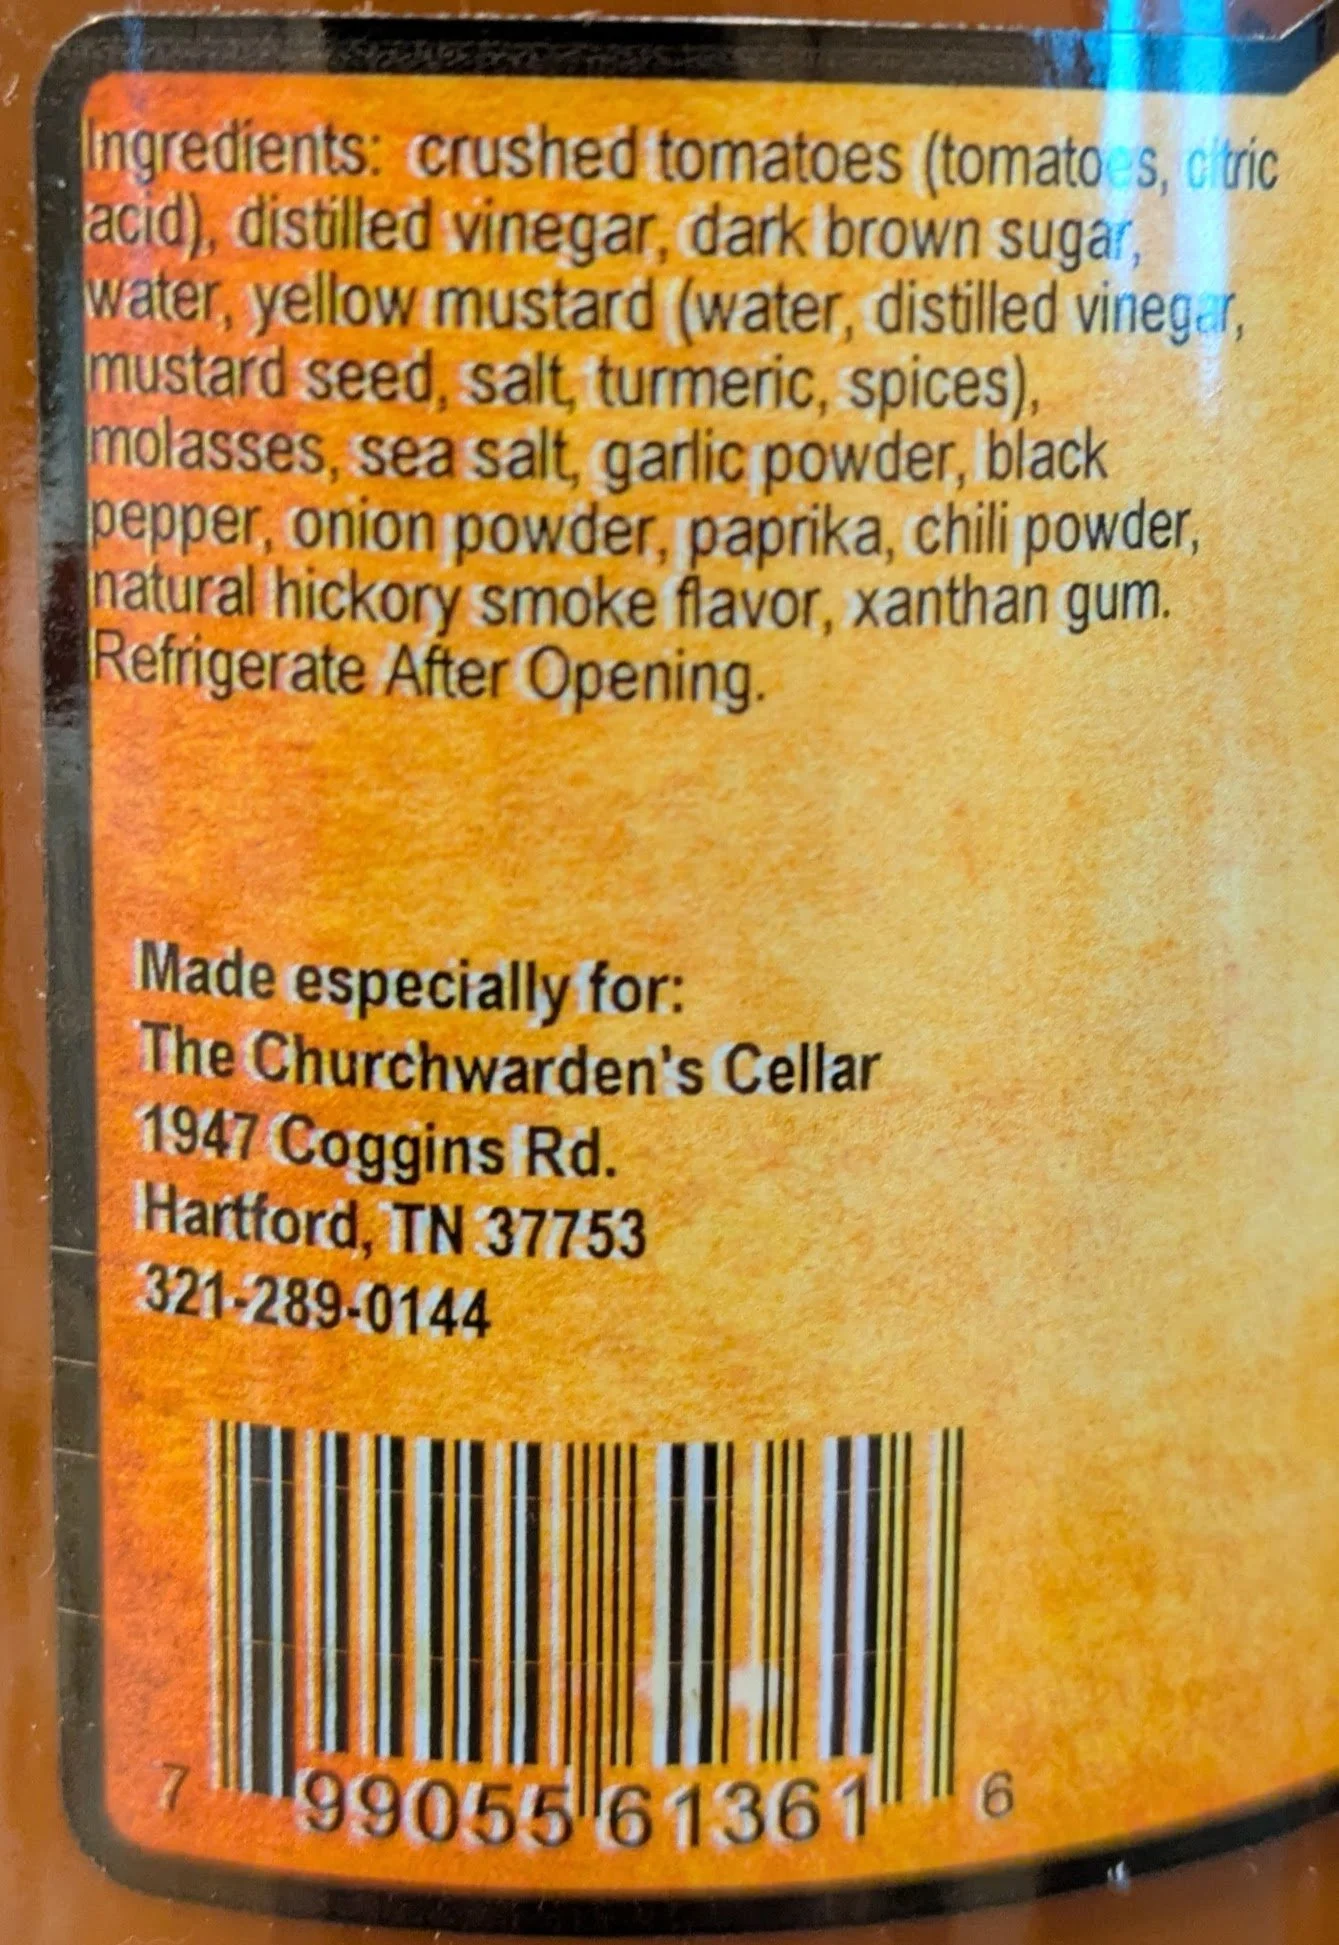 Ingredients: crushed tomatoes (tomatoes, citric
acid), distilled vinegar, dark brown sugar,
water, yellow mustard (water, distilled vinegar,
mustard seed, salt, turmeric, spices),
molasses, sea salt, garlic powder, black
pepper, onion powder, paprika, chili powder,
natural hickory smoke flavor, xanthan gum.
Refrigerate After Opening.
Made especially for:
The Churchwarden's Cellar
1947 Coggins Rd.
Hartford, TN 37753
321-289-0144
7 99055 61361 6